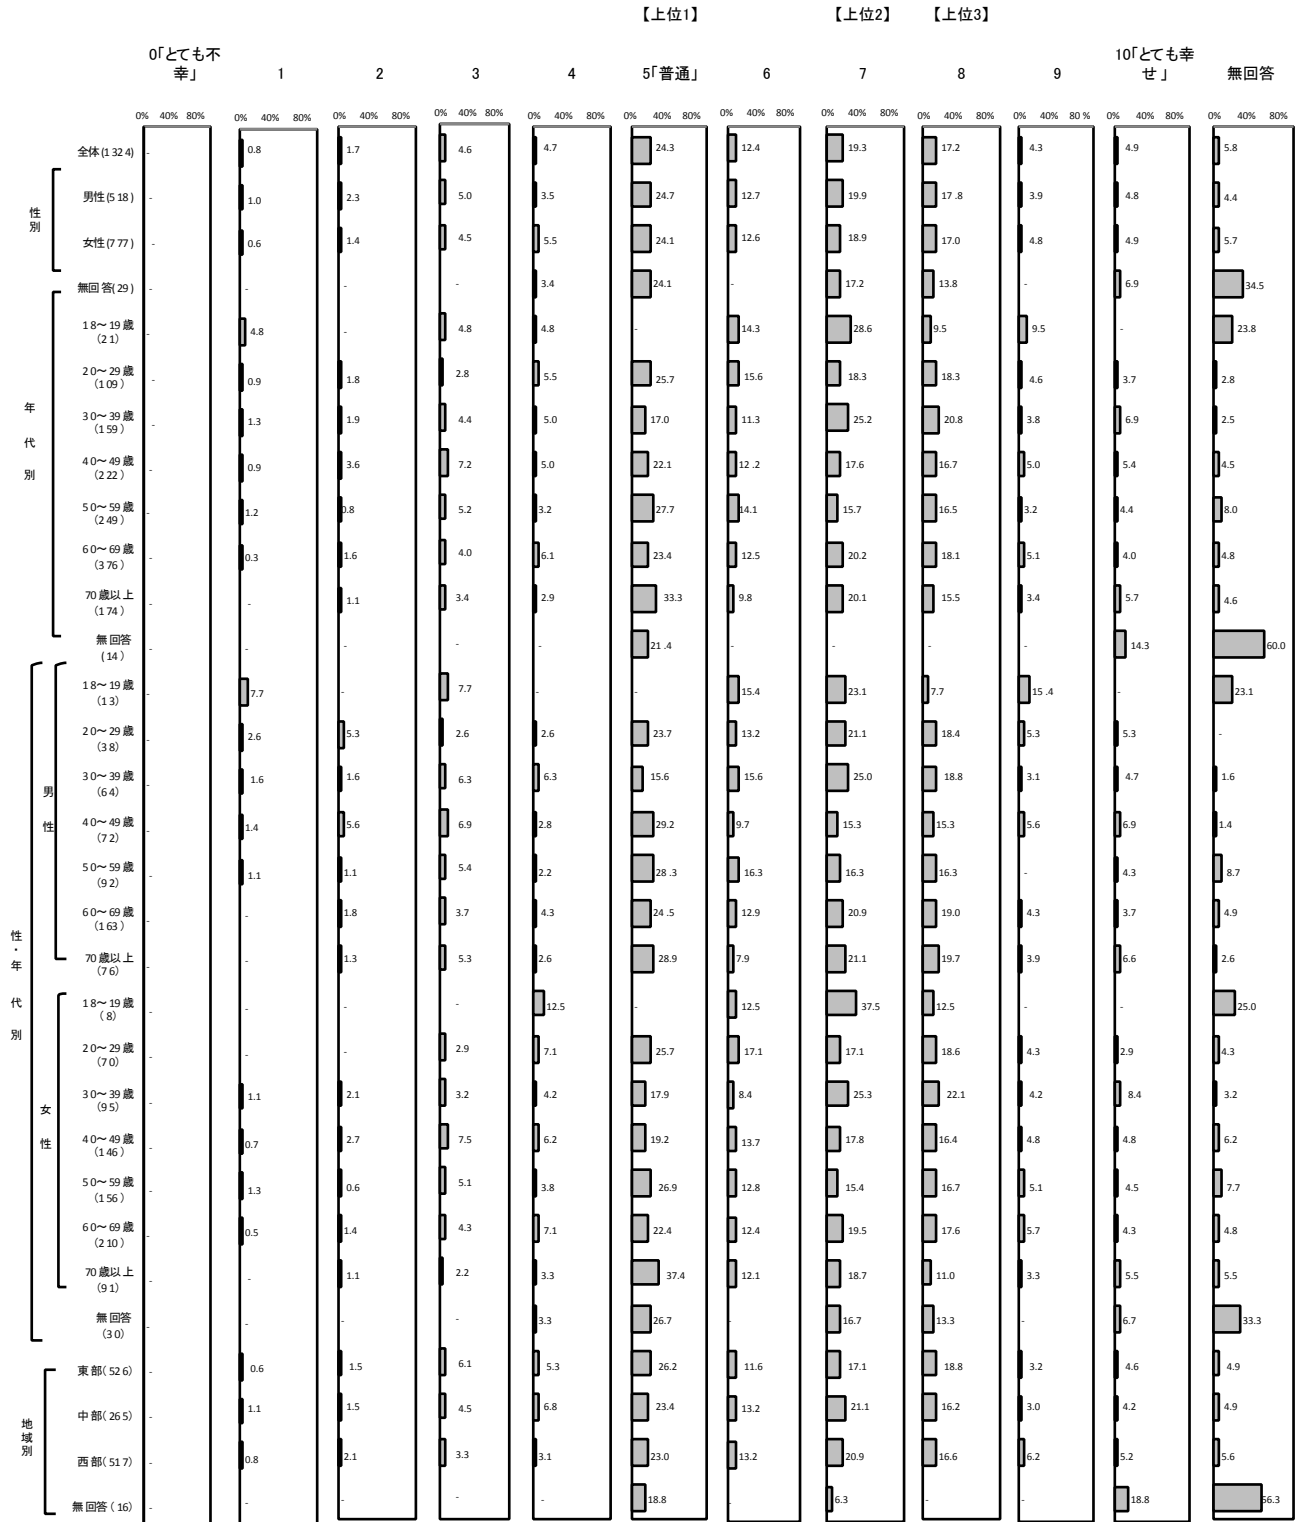 【上位1】 【上位2】 【上位3】
0「とても不幸」 1 2 3 4 5「普通」 6 7 8 9 10「とても幸せ」 無回答
0% 40% 80% 0% 40% 80% 0% 40% 80% 0% 40% 80% 0% 40% 80% 0% 40% 80% 0% 40% 80% 0% 40% 80% 0% 40% 80% 0% 40% 80% 0% 40% 80% 0% 40% 80%
全体(1324) - 0.8 1.7 4.6 4.7 24.3 12.4 19.3 17.2 4.3 4.9 5.8
性別
男性(518) - 1.0 2.3 5.0 3.5 24.7 12.7 19.9 17.8 3.9 4.8 4.4
女性(777) - 0.6 1.4 4.5 5.5 24.1 12.6 18.9 17.0 4.8 4.9 5.7
無回答(29) - - - - 3.4 24.1 - 17.2 13.8 - 6.9 34.5
年代別
18～19歳(21) - 4.8 - 4.8 4.8 - 14.3 28.6 9.5 9.5 - 23.8
20～29歳(109) - 0.9 1.8 2.8 5.5 25.7 15.6 18.3 18.3 4.6 3.7 2.8
30～39歳(159) - 1.3 1.9 4.4 5.0 17.0 11.3 25.2 20.8 3.8 6.9 2.5
40～49歳(222) - 0.9 3.6 7.2 5.0 22.1 12.2 17.6 16.7 5.0 5.4 4.5
50～59歳(249) - 1.2 0.8 5.2 3.2 27.7 14.1 15.7 16.5 3.2 4.4 8.0
60～69歳(376) - 0.3 1.6 4.0 6.1 23.4 12.5 20.2 18.1 5.1 4.0 4.8
70歳以上(174) - - 1.1 3.4 2.9 33.3 9.8 20.1 15.5 3.4 5.7 4.6
無回答(14) - - - - - 21.4 - - - - 14.3 60.0
性・年代別
男性
18～19歳(13) - 7.7 - 7.7 - - 15.4 23.1 7.7 15.4 - 23.1
20～29歳(38) - 2.6 5.3 2.6 2.6 23.7 13.2 21.1 18.4 5.3 5.3 -
30～39歳(64) - 1.6 1.6 6.3 6.3 15.6 15.6 25.0 18.8 3.1 4.7 1.6
40～49歳(72) - 1.4 5.6 6.9 2.8 29.2 9.7 15.3 15.3 5.6 6.9 1.4
50～59歳(92) - 1.1 1.1 5.4 2.2 28.3 16.3 16.3 16.3 - 4.3 8.7
60～69歳(163) - - 1.8 3.7 4.3 24.5 12.9 20.9 19.0 4.3 3.7 4.9
70歳以上(76) - - 1.3 5.3 2.6 28.9 7.9 21.1 19.7 3.9 6.6 2.6
女性
18～19歳(8) - - - - 12.5 - 12.5 37.5 12.5 - - 25.0
20～29歳(70) - - - 2.9 7.1 25.7 17.1 17.1 18.6 4.3 2.9 4.3
30～39歳(95) - 1.1 2.1 3.2 4.2 17.9 8.4 25.3 22.1 4.2 8.4 3.2
40～49歳(146) - 0.7 2.7 7.5 6.2 19.2 13.7 17.8 16.4 4.8 4.8 6.2
50～59歳(156) - 1.3 0.6 5.1 3.8 26.9 12.8 15.4 16.7 5.1 4.5 7.7
60～69歳(210) - 0.5 1.4 4.3 7.1 22.4 12.4 19.5 17.6 5.7 4.3 4.8
70歳以上(91) - - 1.1 2.2 3.3 37.4 12.1 18.7 11.0 3.3 5.5 5.5
無回答(30) - - - - 3.3 26.7 - 16.7 13.3 - 6.7 33.3
地域別
東部(526) - 0.6 1.5 6.1 5.3 26.2 11.6 17.1 18.8 3.2 4.6 4.9
中部(265) - 1.1 1.5 4.5 6.8 23.4 13.2 21.1 16.2 3.0 4.2 4.9
西部(517) - 0.8 2.1 3.3 3.1 23.0 13.2 20.9 16.6 6.2 5.2 5.6
無回答(16) - - - - - 18.8 - 6.3 - - 18.8 56.3